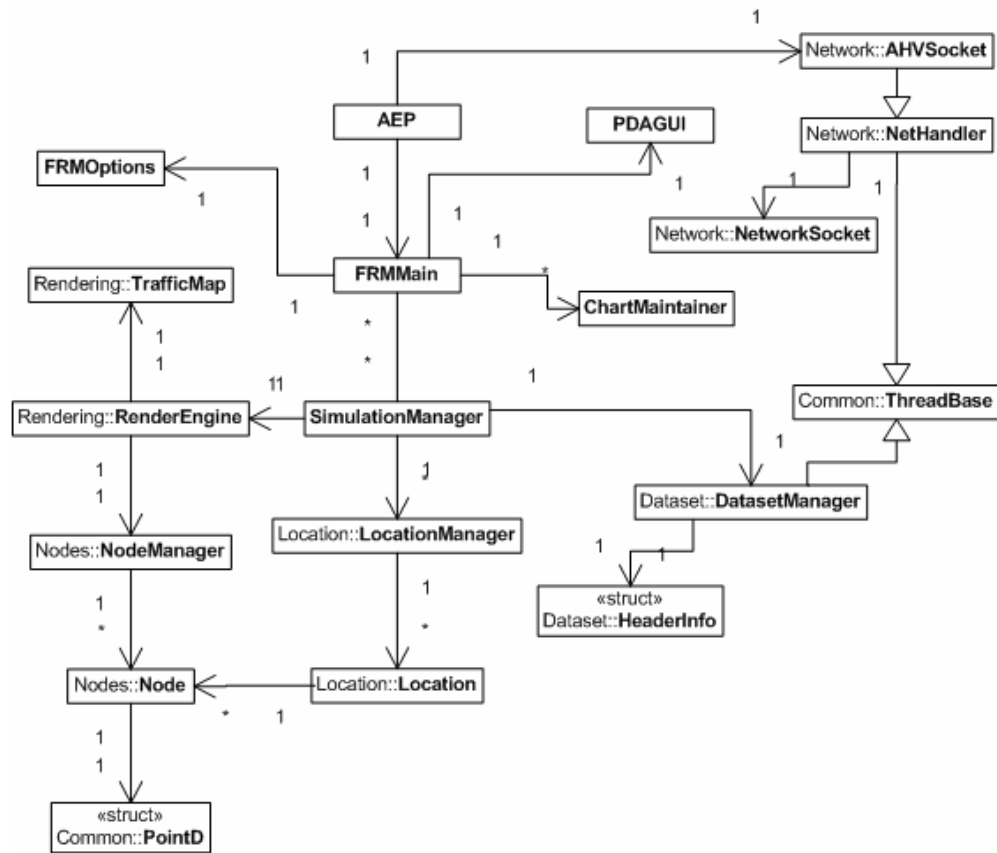 1
Network::AHVSocket
1
AEP
PDAGUI
Network::NetHandler
FRMOptions
1
1
1
1
1
1
1
1
Network::NetworkSocket
1
FRMMain
*
Rendering::TrafficMap
ChartMaintainer
1
*
1
1
*
1
11
1
Rendering::RenderEngine
SimulationManager
Common::ThreadBase
1
1
*
1
1
Dataset::DatasetManager
Nodes::NodeManager
Location::LocationManager
1
1
«struct»
Dataset::HeaderInfo
1
*
1
*
Nodes::Node
Location::Location
*
1
1
1
«struct»
Common::PointD